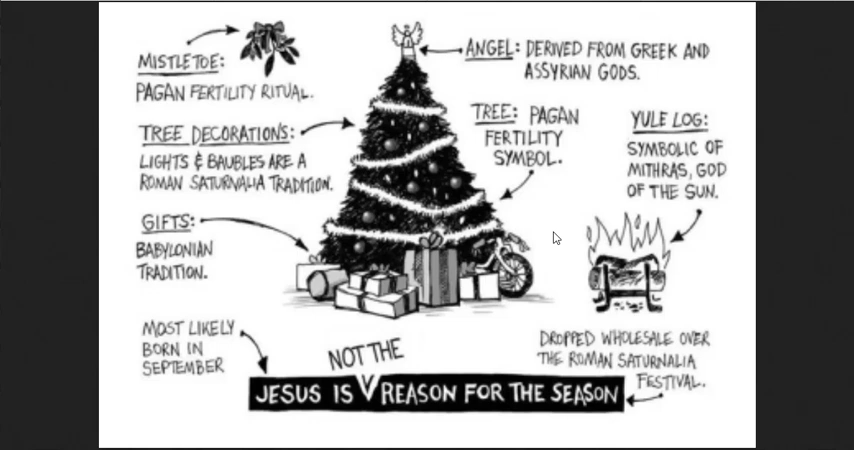 MISTLETOE:
PAGAN FERTILITY RITUAL.
ANGEL: DERIVED FROM GREEK AND
ASSYRIAN GODS.
TREE DECORATIONS:
LIGHTS & BAUBLES ARE A
ROMAN SATURNALIA TRADITION.
TREE: PAGAN
FERTILITY
SYMBOL.
YULE LOG:
SYMBOLIC OF
MITHRAS, GOD
OF THE SUN.
GIFTS:
BABYLONIAN
TRADITION.
MOST LIKELY
BORN IN
SEPTEMBER
DROPPED WHOLESALE OVER
THE ROMAN SATURNALIA
FESTIVAL.
NOT THE
JESUS IS REASON FOR THE SEASON